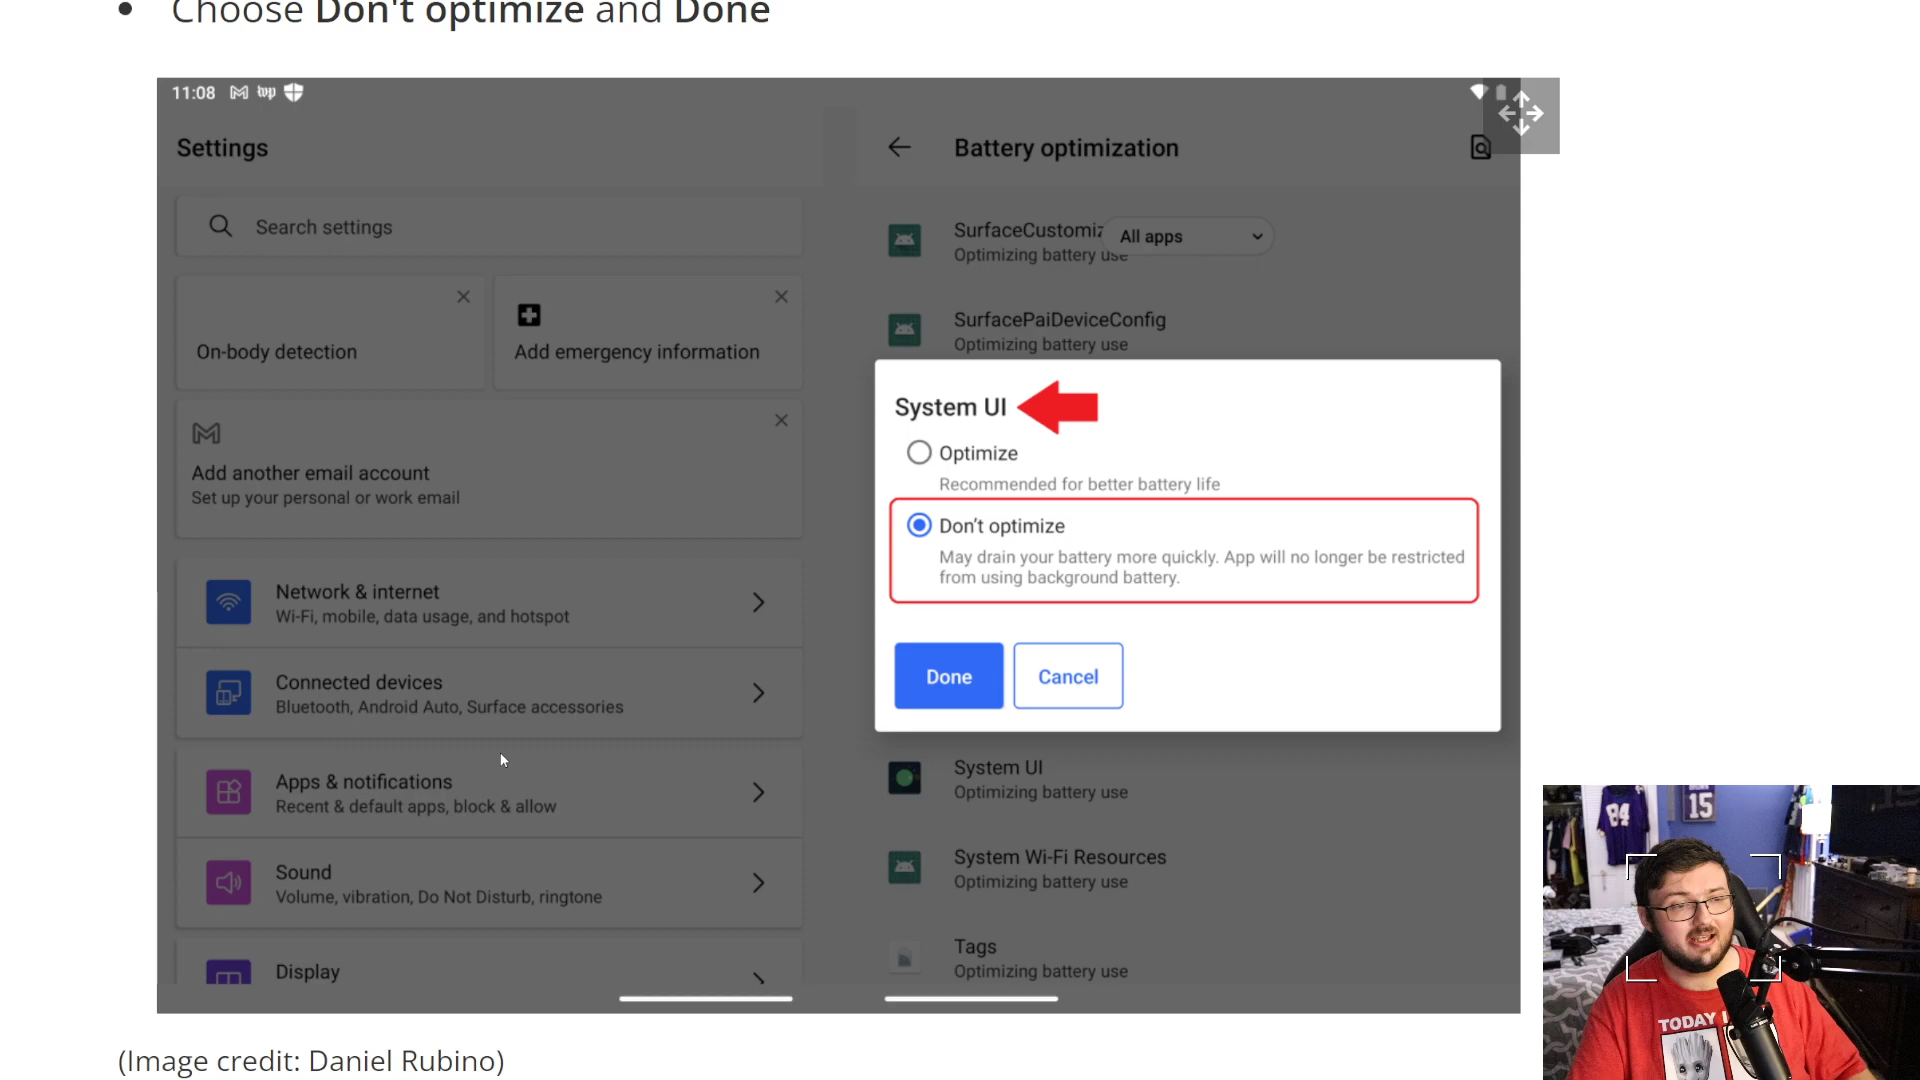 • Choose Don't optimize and Done
11:08 wp
Settings
Search settings
On-body detection
Add emergency information
Add another email account
Set up your personal or work email
Network & internet
Wi-Fi, mobile, data usage, and hotspot
Connected devices
Bluetooth, Android Auto, Surface accessories
Apps & notifications
Recent & default apps, block & allow
Sound
Volume, vibration, Do Not Disturb, ringtone
Display
Battery optimization
SurfaceCustomiz
Optimizing battery use
All apps
SurfacePaiDeviceConfig
Optimizing battery use
System UI
Optimize
Recommended for better battery life
Don't optimize
May drain your battery more quickly. App will no longer be restricted
from using background battery.
Done
Cancel
System UI
Optimizing battery use
System Wi-Fi Resources
Optimizing battery use
Tags
Optimizing battery use
(Image credit: Daniel Rubino)
84
15
TODAY